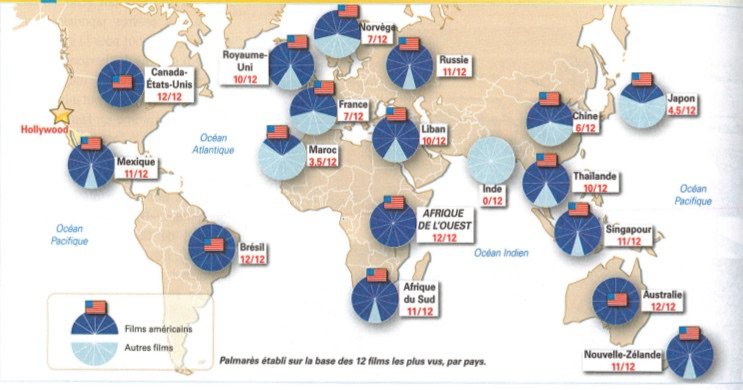 Norvège
7/12
Royaume-
Uni
10/12
Russie
11/12
Canada-
États-Unis
12/12
Hollywood
France
7/12
Chine
6/12
Japon
4,5/12
Océan
Atlantique
Liban
10/12
Maroc
3,5/12
Mexique
11/12
Inde
0/12
Thaïlande
10/12
Océan
Pacifique
Océan
Pacifique
AFRIQUE
DE L'OUEST
12/12
Singapour
11/12
Brésil
12/12
Océan Indien
Afrique
du Sud
11/12
Australie
12/12
Films américains
Autres films
Nouvelle-Zélande
11/12
Palmarès établi sur la base des 12 films les plus vus, par pays.